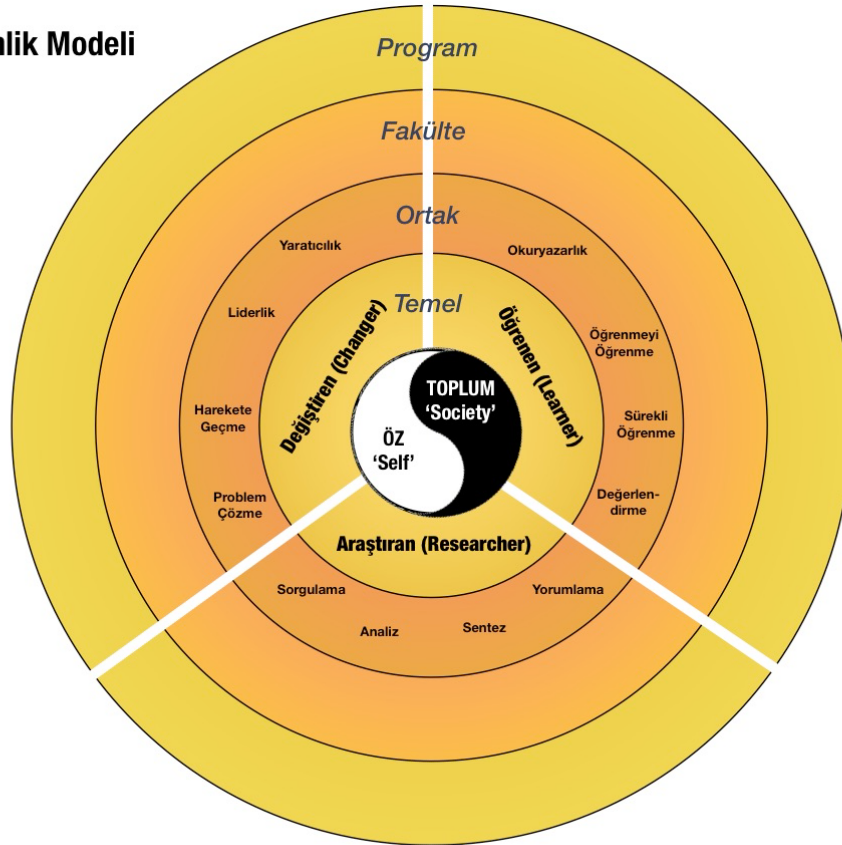 Modeli
Program
Fakülte
Ortak
Yaratıcılık
Okuryazarlık
Temel
Liderlik
Değiştiren (Changer)
Öğrenen (Learner)
Öğrenmeyi
Öğrenme
TOPLUM
‘Society’
ÖZ
‘Self’
Harekete
Geçme
Sürekli
Öğrenme
Problem
Çözme
Değerlen-
dirme
Araştıran (Researcher)
Sorgulama
Yorumlama
Analiz
Sentez